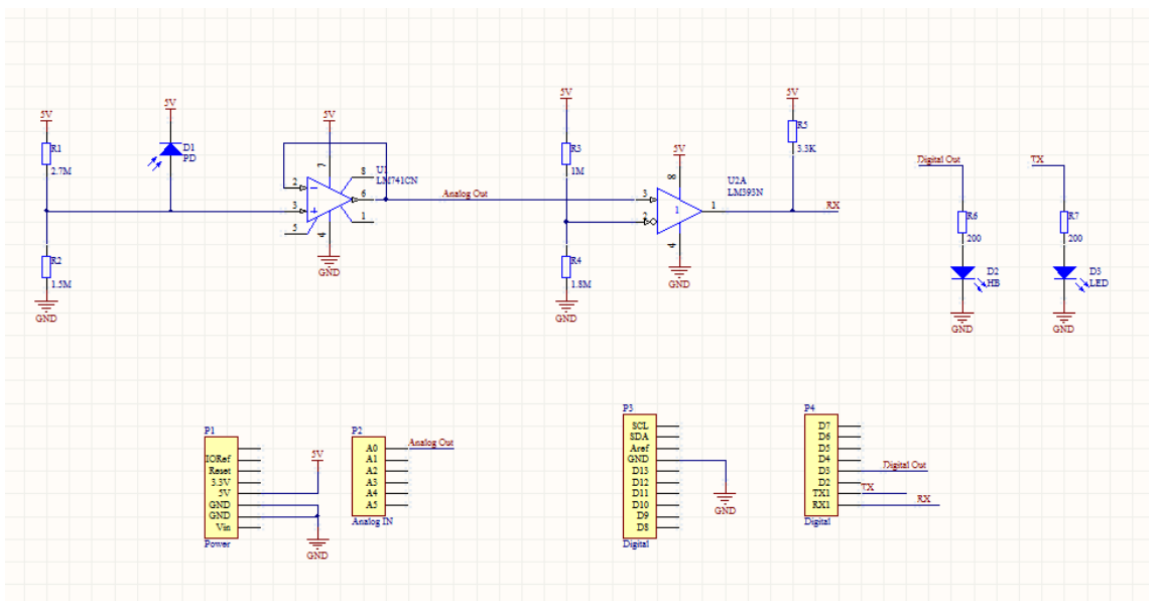 5V
R1
2.7M
R2
1.5M
GND
5V
D1
PD
5V
7
2
3
5
8
6
1
4
U1
LM741CN
GND
Analog Out
5V
R3
1M
R4
1.8M
GND
5V
8
3
2
1
1
4
U2A
LM393N
GND
5V
R5
3.3K
RX
Digital Out
R6
200
D2
HB
GND
TX
R7
200
D3
LED
GND
P1
IORef
Reset
3.3V
5V
GND
GND
Vin
Power
5V
GND
P2
A0
A1
A2
A3
A4
A5
Analog IN
Analog Out
P3
SCL
SDA
Aref
GND
D13
D12
D11
D10
D9
D8
Digital
GND
P4
D7
D6
D5
D4
D3
D2
TX1
RX1
Digital
Digital Out
TX
RX